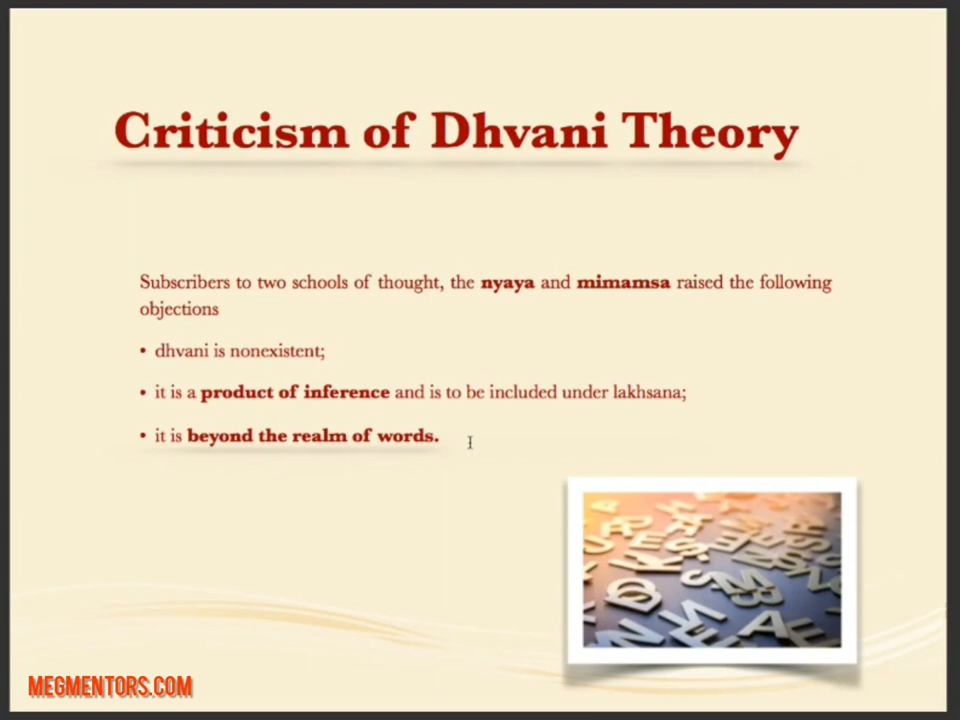 Criticism of Dhvani Theory
Subscribers to two schools of thought, the nyaya and mimamsa raised the following
objections
• dhvani is nonexistent;
• it is a product of inference and is to be included under lakhsana;
• it is beyond the realm of words.
MEGMENTORS.COM